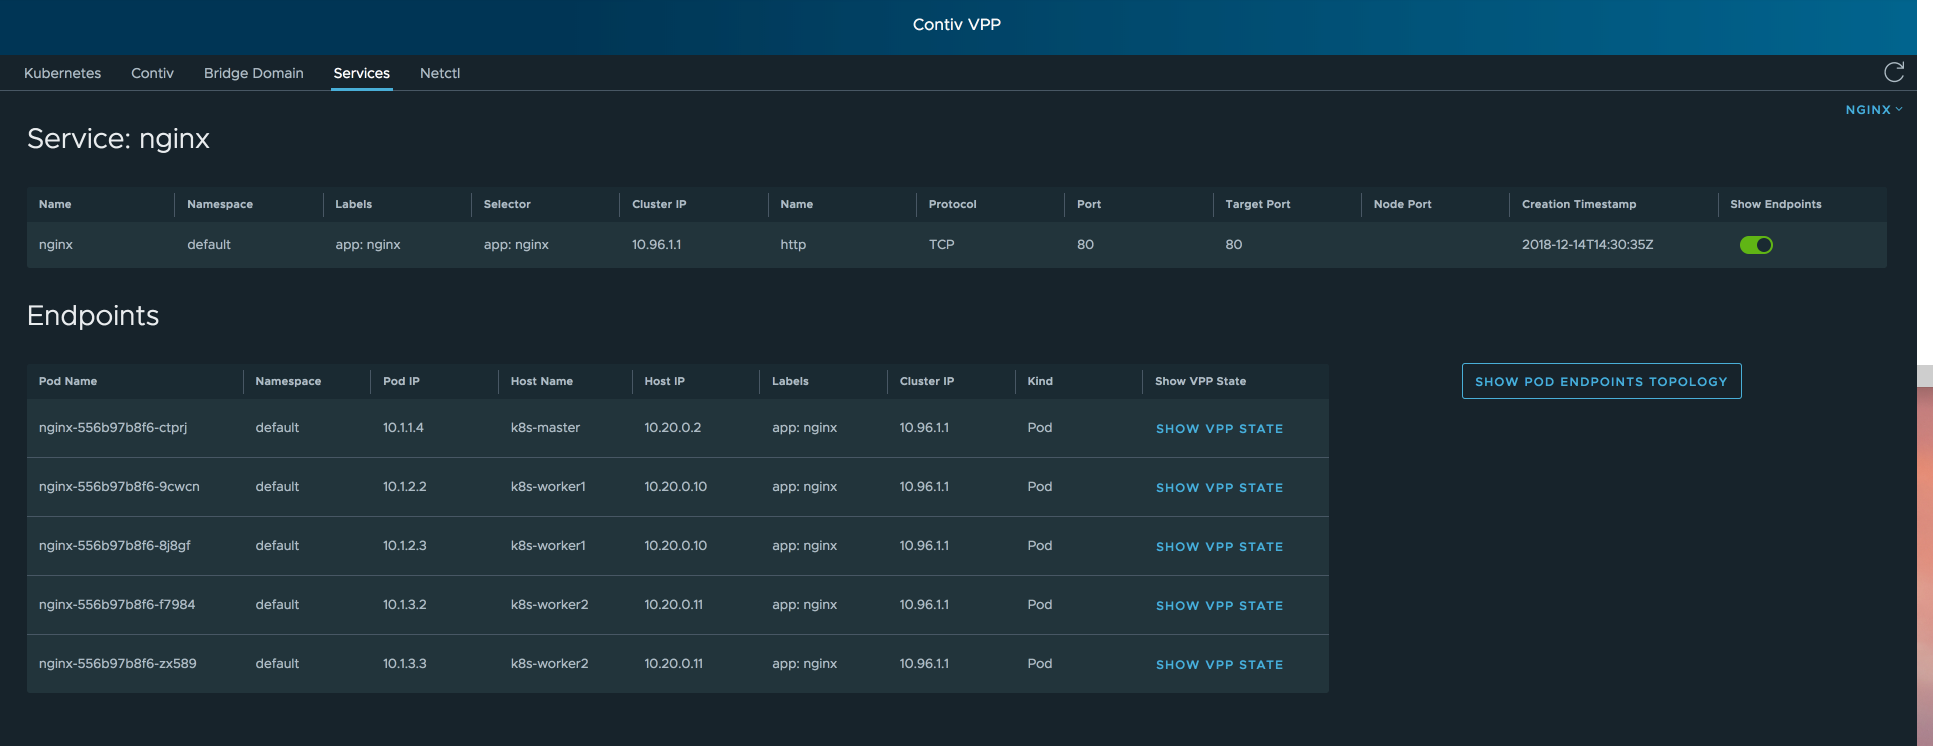 Contiv VPP
Kubernetes Contiv Bridge Domain Services Netctl
NGINX
Service: nginx
Name Namespace Labels Selector Cluster IP Name Protocol Port Target Port Node Port Creation Timestamp Show Endpoints
nginx default app: nginx app: nginx 10.96.1.1 http TCP 80 80 2018-12-14T14:30:35Z
Endpoints
Pod Name Namespace Pod IP Host Name Host IP Labels Cluster IP Kind Show VPP State
SHOW POD ENDPOINTS TOPOLOGY
nginx-556b97b8f6-ctprj default 10.1.1.4 k8s-master 10.20.0.2 app: nginx 10.96.1.1 Pod SHOW VPP STATE
nginx-556b97b8f6-9cwcn default 10.1.2.2 k8s-worker1 10.20.0.10 app: nginx 10.96.1.1 Pod SHOW VPP STATE
nginx-556b97b8f6-8j8gf default 10.1.2.3 k8s-worker1 10.20.0.10 app: nginx 10.96.1.1 Pod SHOW VPP STATE
nginx-556b97b8f6-f7984 default 10.1.3.2 k8s-worker2 10.20.0.11 app: nginx 10.96.1.1 Pod SHOW VPP STATE
nginx-556b97b8f6-zx589 default 10.1.3.3 k8s-worker2 10.20.0.11 app: nginx 10.96.1.1 Pod SHOW VPP STATE